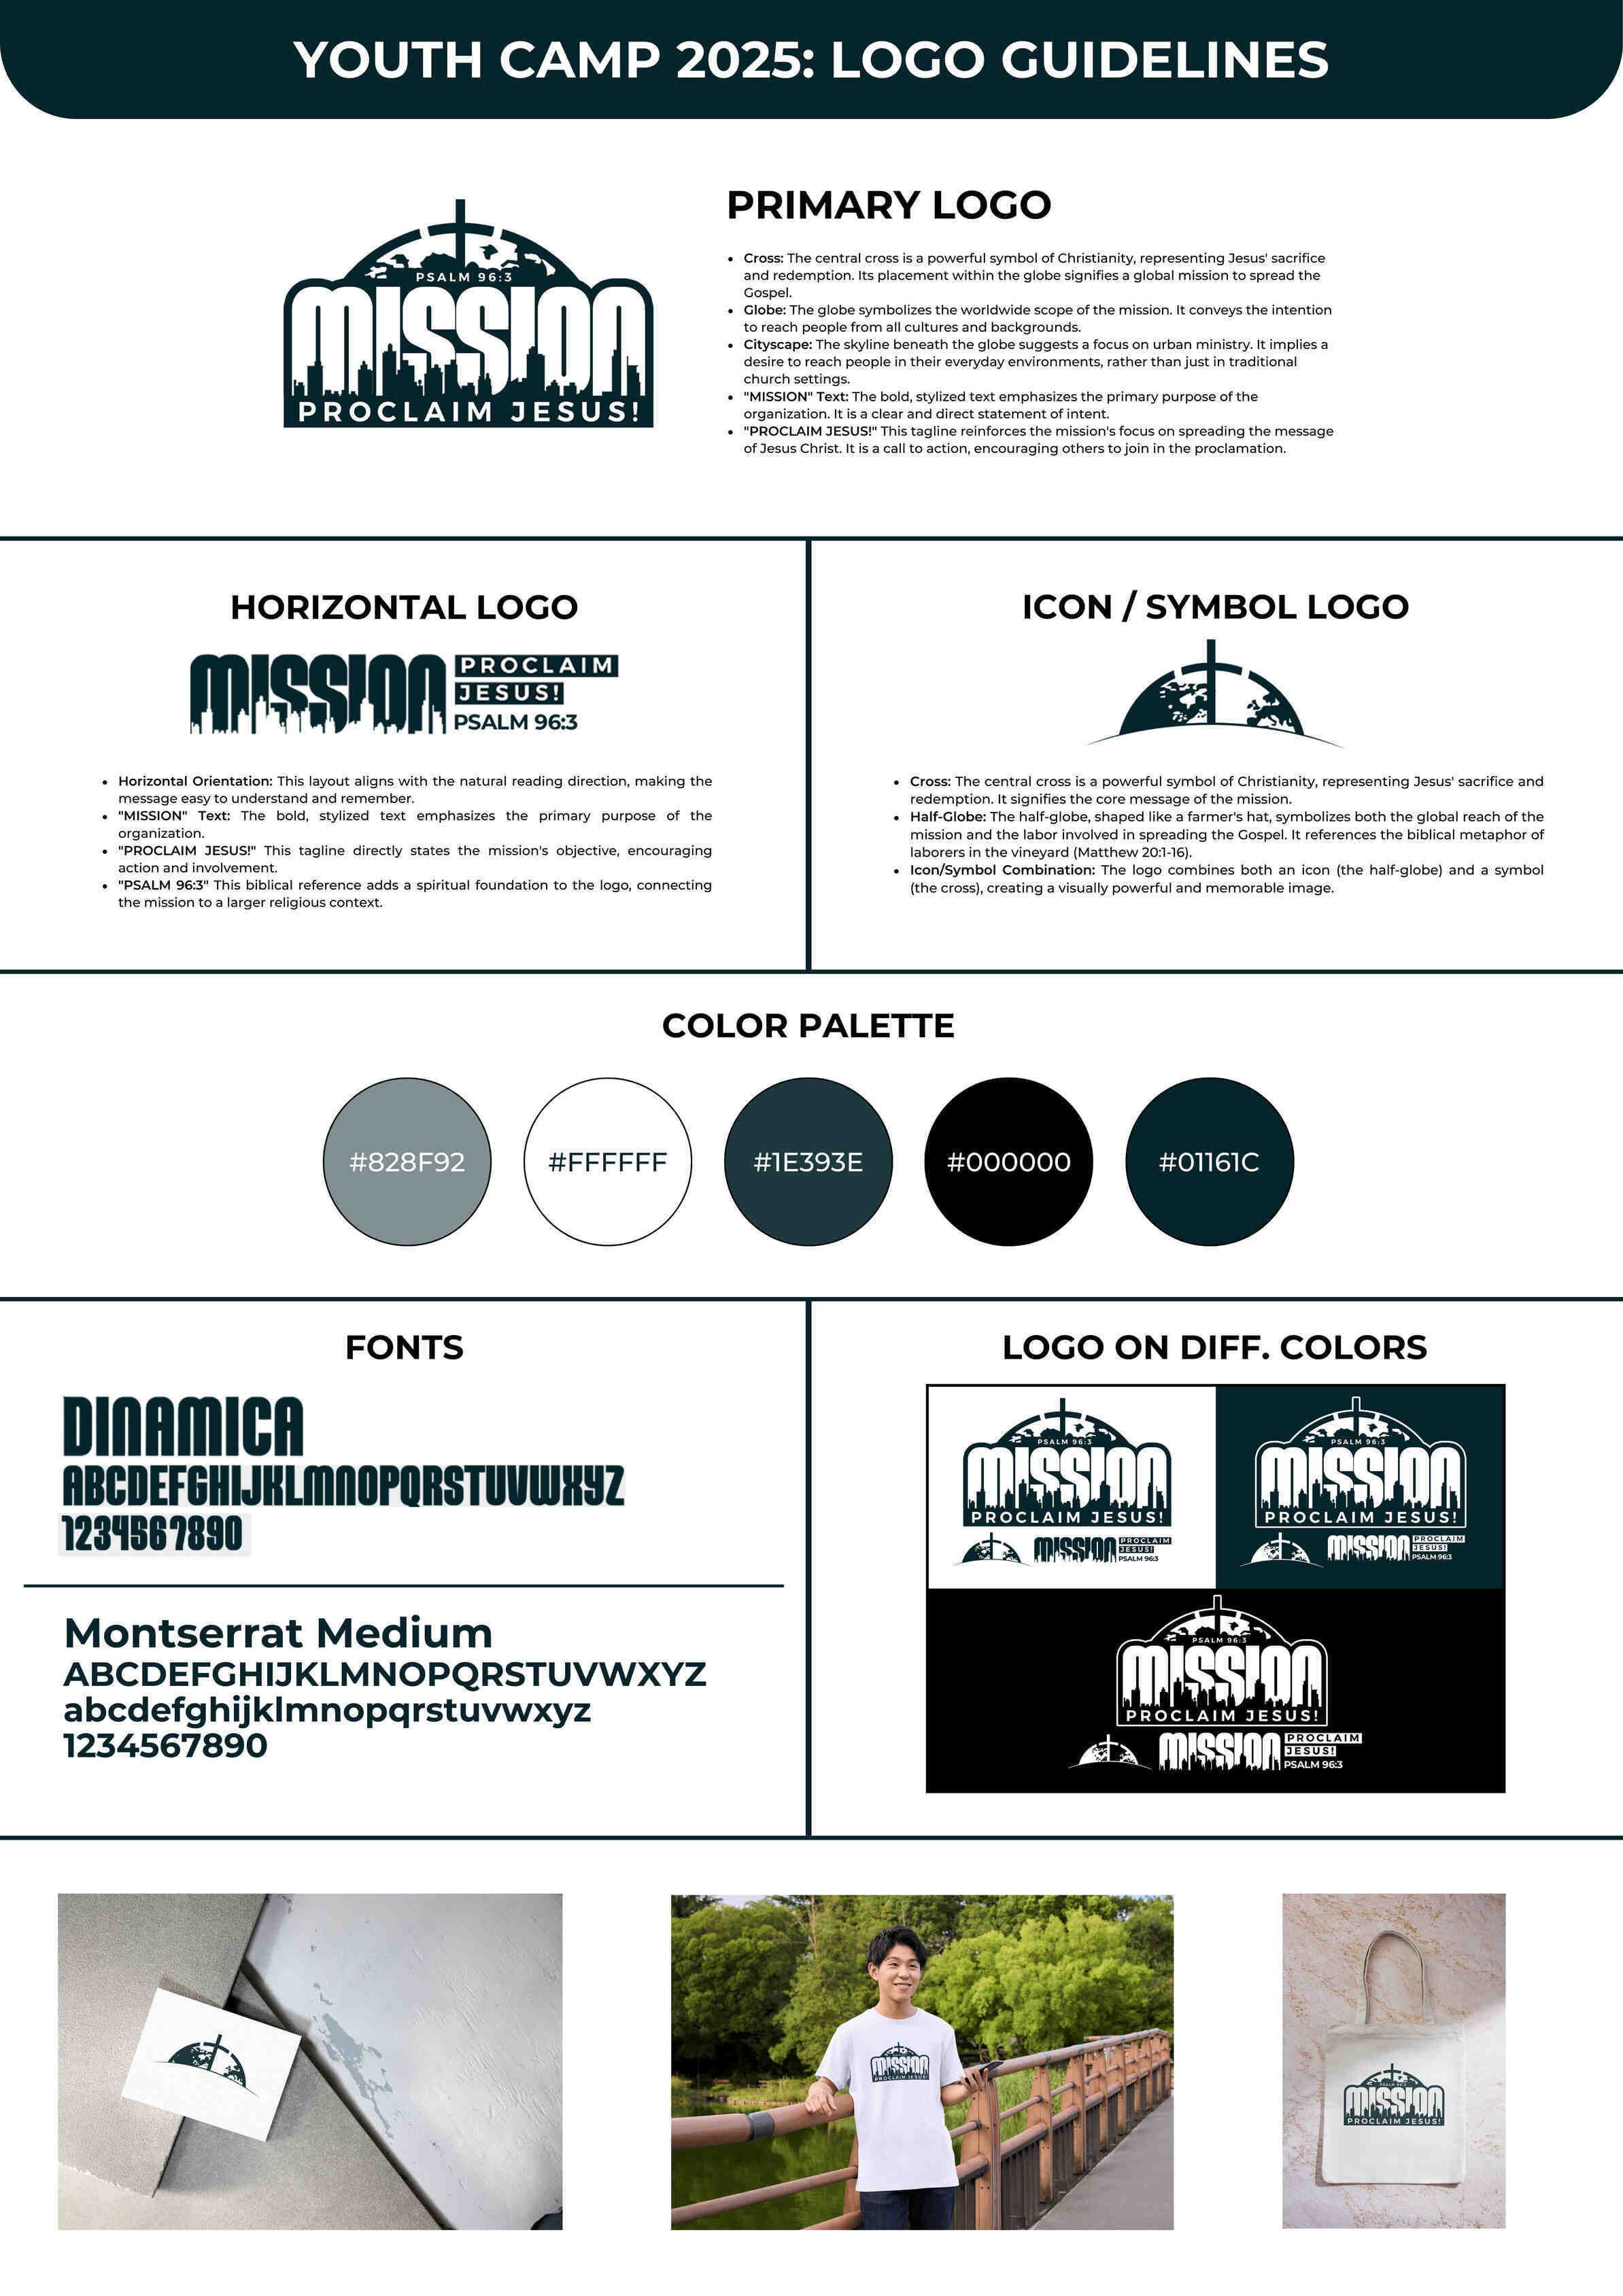 YOUTH CAMP 2025: LOGO GUIDELINES
PSALM 96:3
MISSION
PROCLAIM JESUS!
PRIMARY LOGO
• Cross: The central cross is a powerful symbol of Christianity, representing Jesus' sacrifice
and redemption. Its placement within the globe signifies a global mission to spread the
Gospel.
• Globe: The globe symbolizes the worldwide scope of the mission. It conveys the intention
to reach people from all cultures and backgrounds.
• Cityscape: The skyline beneath the globe suggests a focus on urban ministry. It implies a
desire to reach people in their everyday environments, rather than just in traditional
church settings.
• "MISSION" Text: The bold, stylized text emphasizes the primary purpose of the
organization. It is a clear and direct statement of intent.
• "PROCLAIM JESUS!" This tagline reinforces the mission's focus on spreading the message
of Jesus Christ. It is a call to action, encouraging others to join in the proclamation.
HORIZONTAL LOGO
MISSION
PROCLAIM
JESUS!
PSALM 96:3
• Horizontal Orientation: This layout aligns with the natural reading direction, making the
message easy to understand and remember.
• "MISSION" Text: The bold, stylized text emphasizes the primary purpose of the
organization.
• "PROCLAIM JESUS!" This tagline directly states the mission's objective, encouraging
action and involvement.
• "PSALM 96:3" This biblical reference adds a spiritual foundation to the logo, connecting
the mission to a larger religious context.
ICON / SYMBOL LOGO
• Cross: The central cross is a powerful symbol of Christianity, representing Jesus' sacrifice and
redemption. It signifies the core message of the mission.
• Half-Globe: The half-globe, shaped like a farmer's hat, symbolizes both the global reach of the
mission and the labor involved in spreading the Gospel. It references the biblical metaphor of
laborers in the vineyard (Matthew 20:1-16).
• Icon/Symbol Combination: The logo combines both an icon (the half-globe) and a symbol
(the cross), creating a visually powerful and memorable image.
COLOR PALETTE
#828F92
#FFFFFF
#1E393E
#000000
#01161C
FONTS
DINAMICA
ABCDEFGHIJKLMNOPQRSTUVWXYZ
1234567890
Montserrat Medium
ABCDEFGHIJKLMNOPQRSTUVWXYZ
abcdefghijklmnopqrstuvwxyz
1234567890
LOGO ON DIFF. COLORS
PSALM 96:3
MISSION
PROCLAIM JESUS!
MISSION
PROCLAIM
JESUS!
PSALM 96:3
PSALM 96:3
MISSION
PROCLAIM JESUS!
MISSION
PROCLAIM
JESUS!
PSALM 96:3
PSALM 96:3
MISSION
PROCLAIM JESUS!
MISSION
PROCLAIM
JESUS!
PSALM 96:3
MISSION
PROCLAIM JESUS!
PSALM 96:3
MISSION
PROCLAIM JESUS!